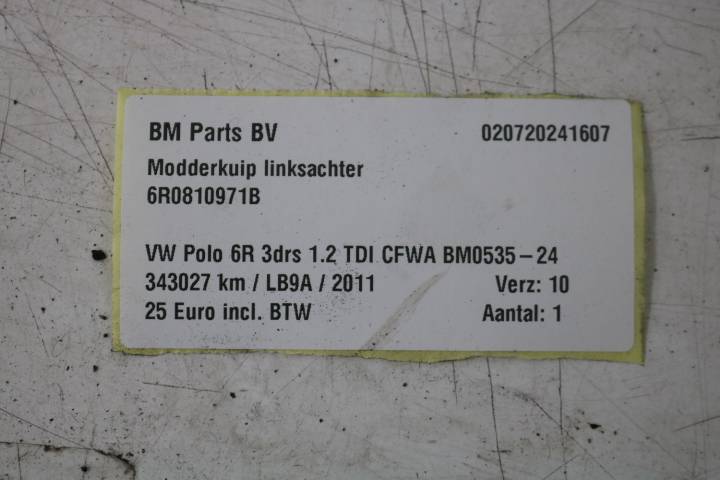 BM Parts BV 020720241607
Modderkuip linksachter
6R0810971B
VW Polo 6R 3drs 1.2 TDI CFWA BM0535-24
343027 km / LB9A / 2011 Verz: 10
25 Euro incl. BTW Aantal: 1